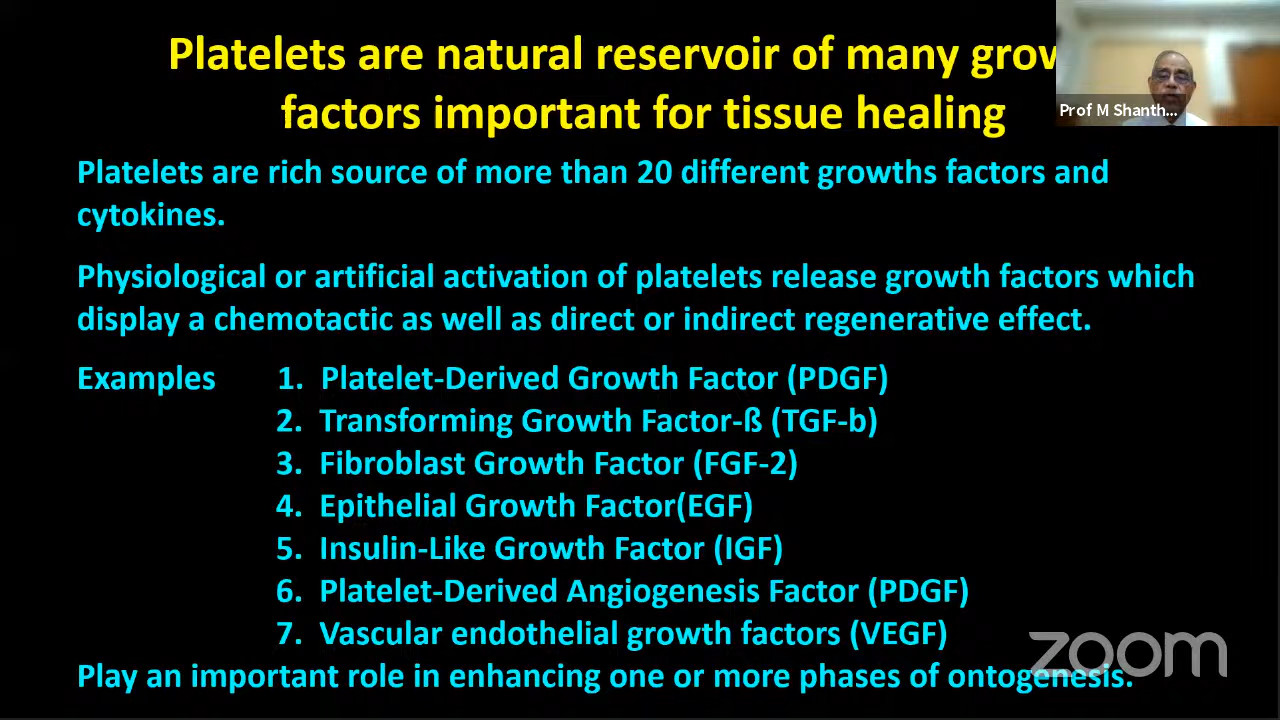 Platelets are natural reservoir of many grow
factors important for tissue healing
Prof M Shanth...
Platelets are rich source of more than 20 different growths factors and
cytokines.
Physiological or artificial activation of platelets release growth factors which
display a chemotactic as well as direct or indirect regenerative effect.
Examples 1. Platelet-Derived Growth Factor (PDGF)
2. Transforming Growth Factor-ß (TGF-b)
3. Fibroblast Growth Factor (FGF-2)
4. Epithelial Growth Factor(EGF)
5. Insulin-Like Growth Factor (IGF)
6. Platelet-Derived Angiogenesis Factor (PDGF)
7. Vascular endothelial growth factors (VEGF)
zoom
Play an important role in enhancing one or more phases of ontogenesis.